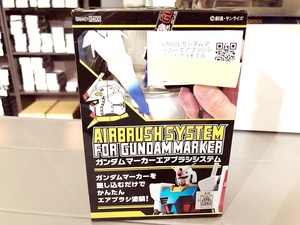 GMA01 3400
©創通・サンライズ
AIRBRUSH SYSTEM
FOR GUNDAM MARKER
ガンダムマーカーエアブラシシステム
ガンダムマーカーを
差し込むだけで
かんたん
エアブラシ塗装!